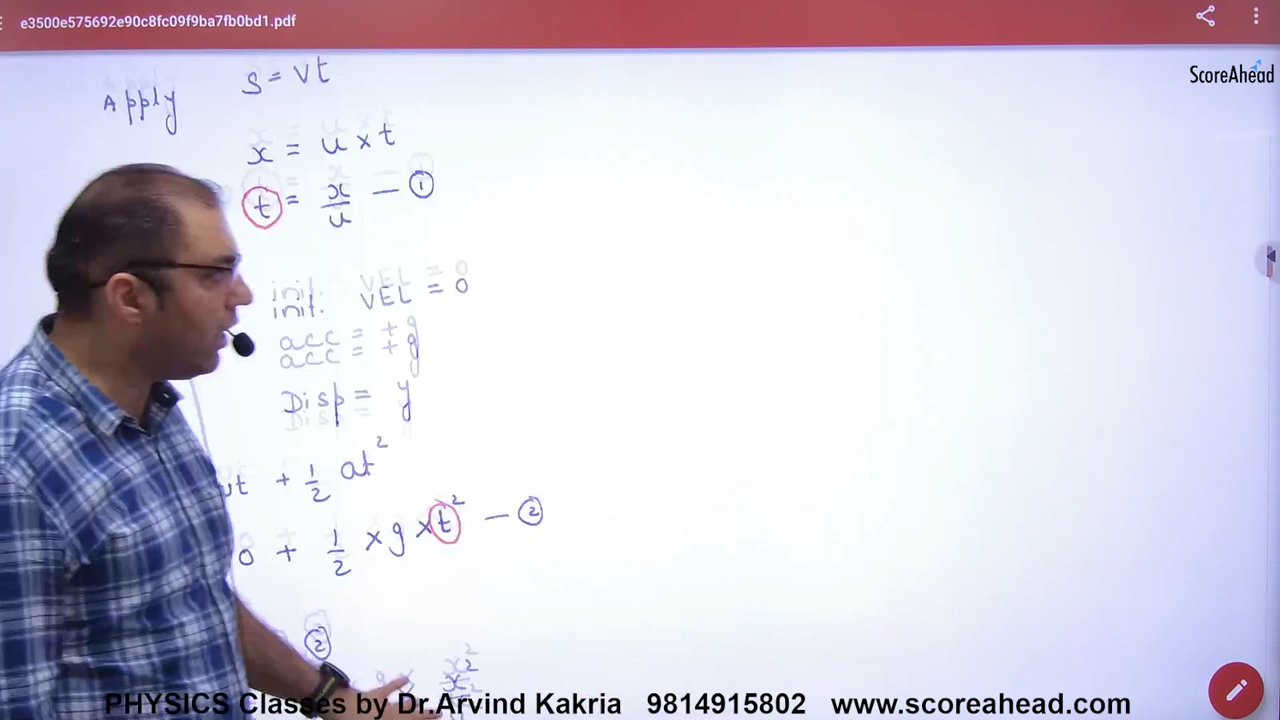 e3500e575692e90c8fc09f9ba7fb0bd1.pdf
ScoreAhead
Apply
S = vt
x = u × t
t = x/u — ①
init. VEL = 0
acc = + g
Disp = y
ut + 1/2 at²
0 + 1/2 × g × t² — ②
②
x²
PHYSICS Classes by Dr.Arvind Kakria 9814915802 www.scoreahead.com